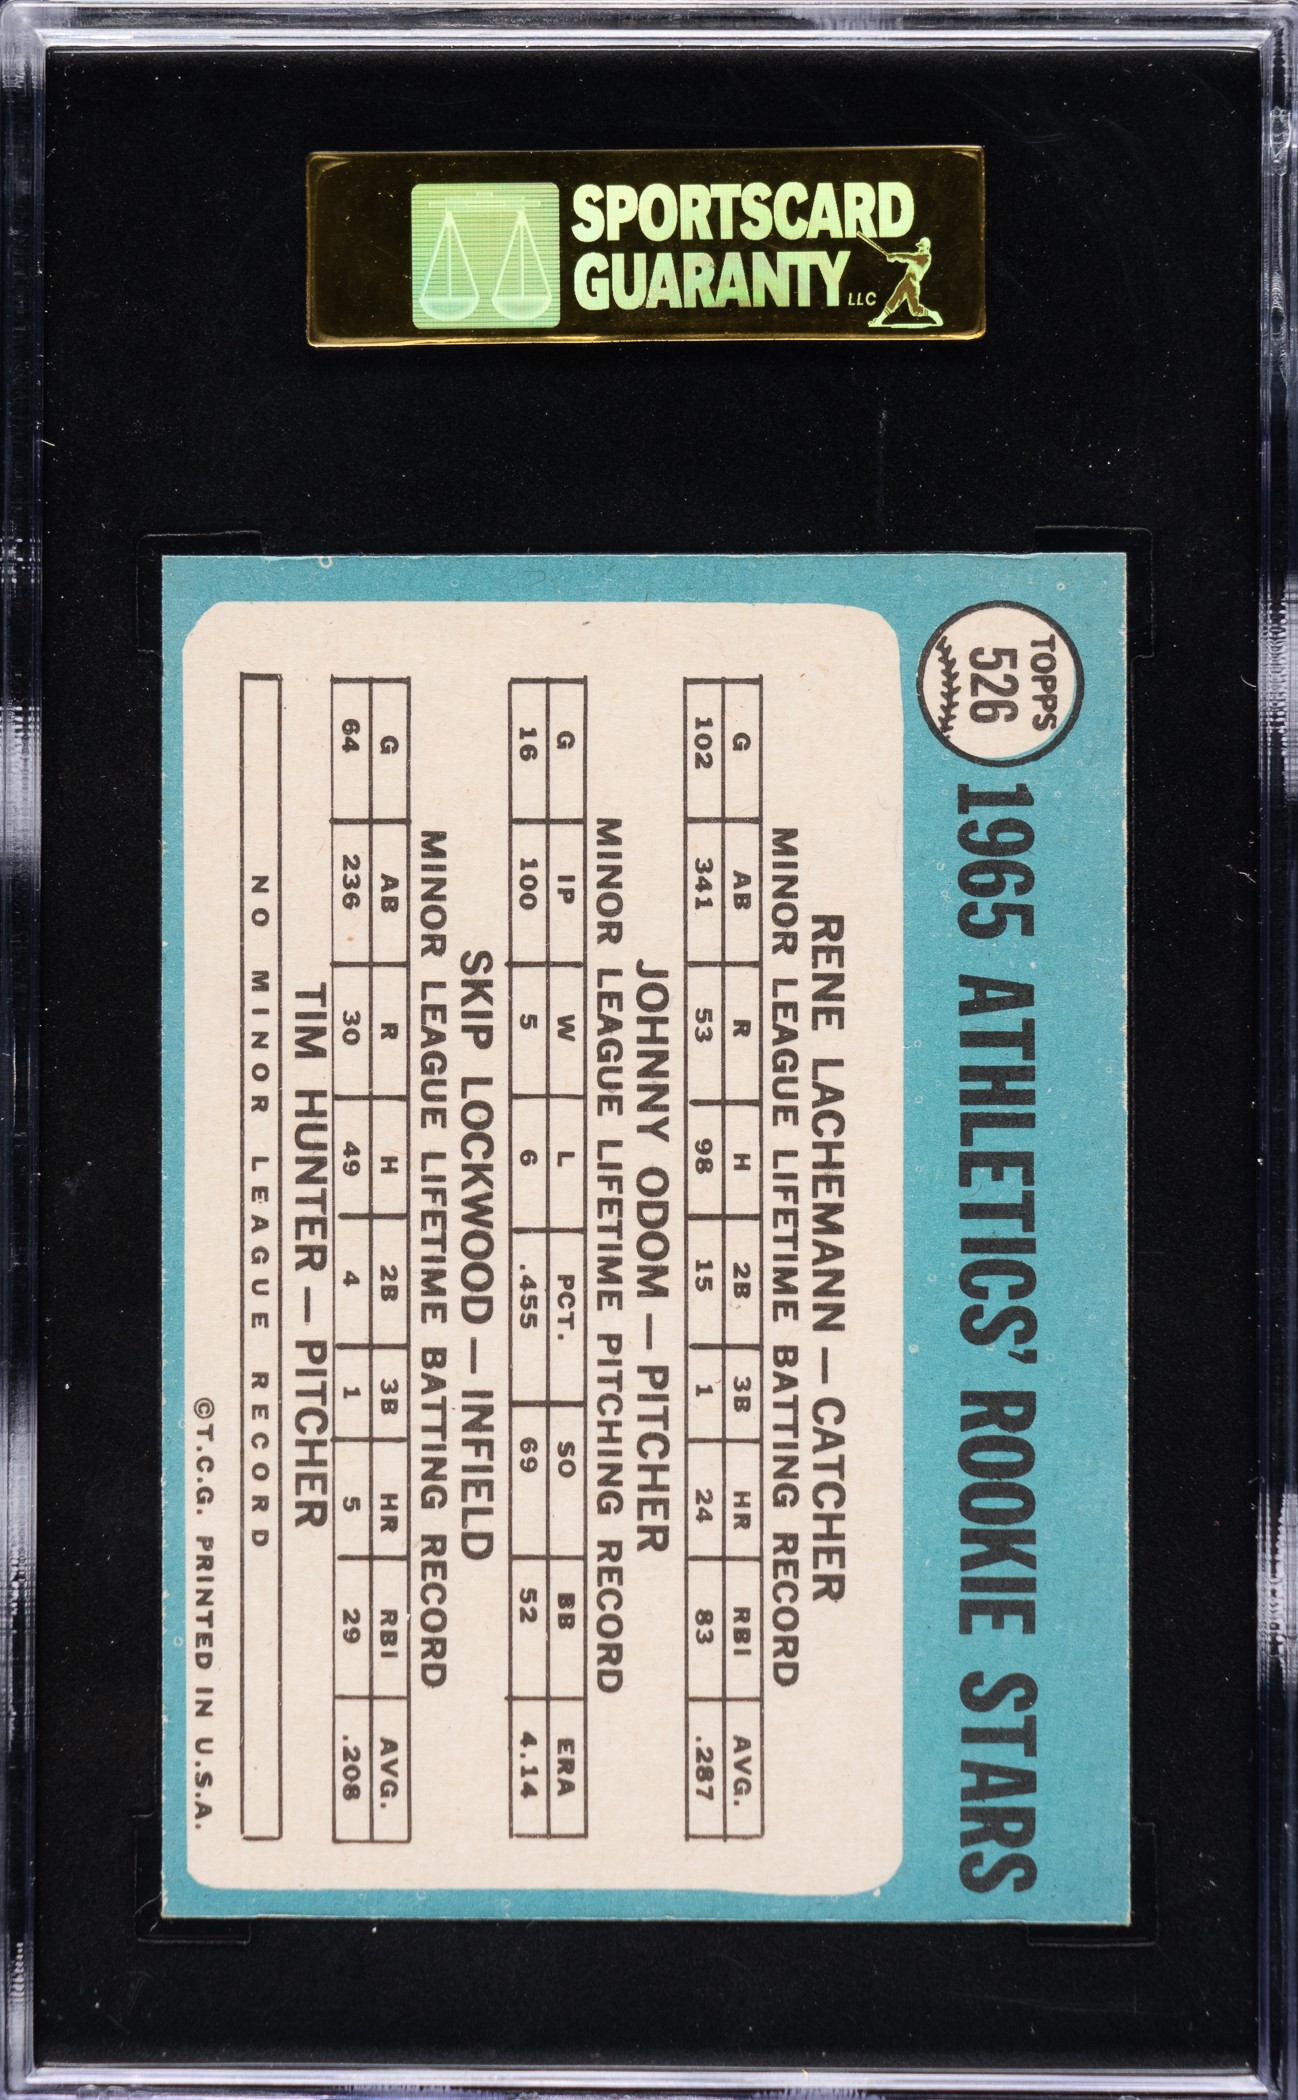 SPORTSCARD
GUARANTY LLC
TOPPS
526
1965 ATHLETICS' ROOKIE STARS
RENE LACHEMANN — CATCHER
MINOR LEAGUE LIFETIME BATTING RECORD
G AB R H 2B 3B HR RBI AVG.
102 341 53 98 15 1 24 83 .287
JOHNNY ODOM — PITCHER
MINOR LEAGUE LIFETIME PITCHING RECORD
G IP W L PCT. SO BB ERA
16 100 5 6 .455 69 52 4.14
SKIP LOCKWOOD — INFIELD
MINOR LEAGUE LIFETIME BATTING RECORD
G AB R H 2B 3B HR RBI AVG.
64 236 30 49 4 1 5 29 .208
TIM HUNTER — PITCHER
NO MINOR LEAGUE RECORD
©T.C.G. PRINTED IN U.S.A.